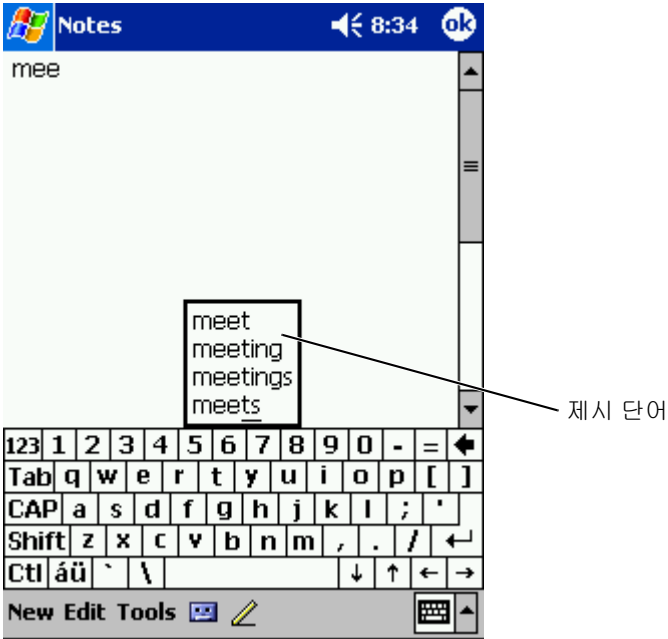 Notes 8:34 ok
mee
meet
meeting
meetings
meets
제시 단어
123 1 2 3 4 5 6 7 8 9 0 - =
Tab q w e r t y u i o p [ ]
CAP a s d f g h j k l ; '
Shift z x c v b n m , . /
Ctl áü ` \ ↓ ↑ ← →
New Edit Tools